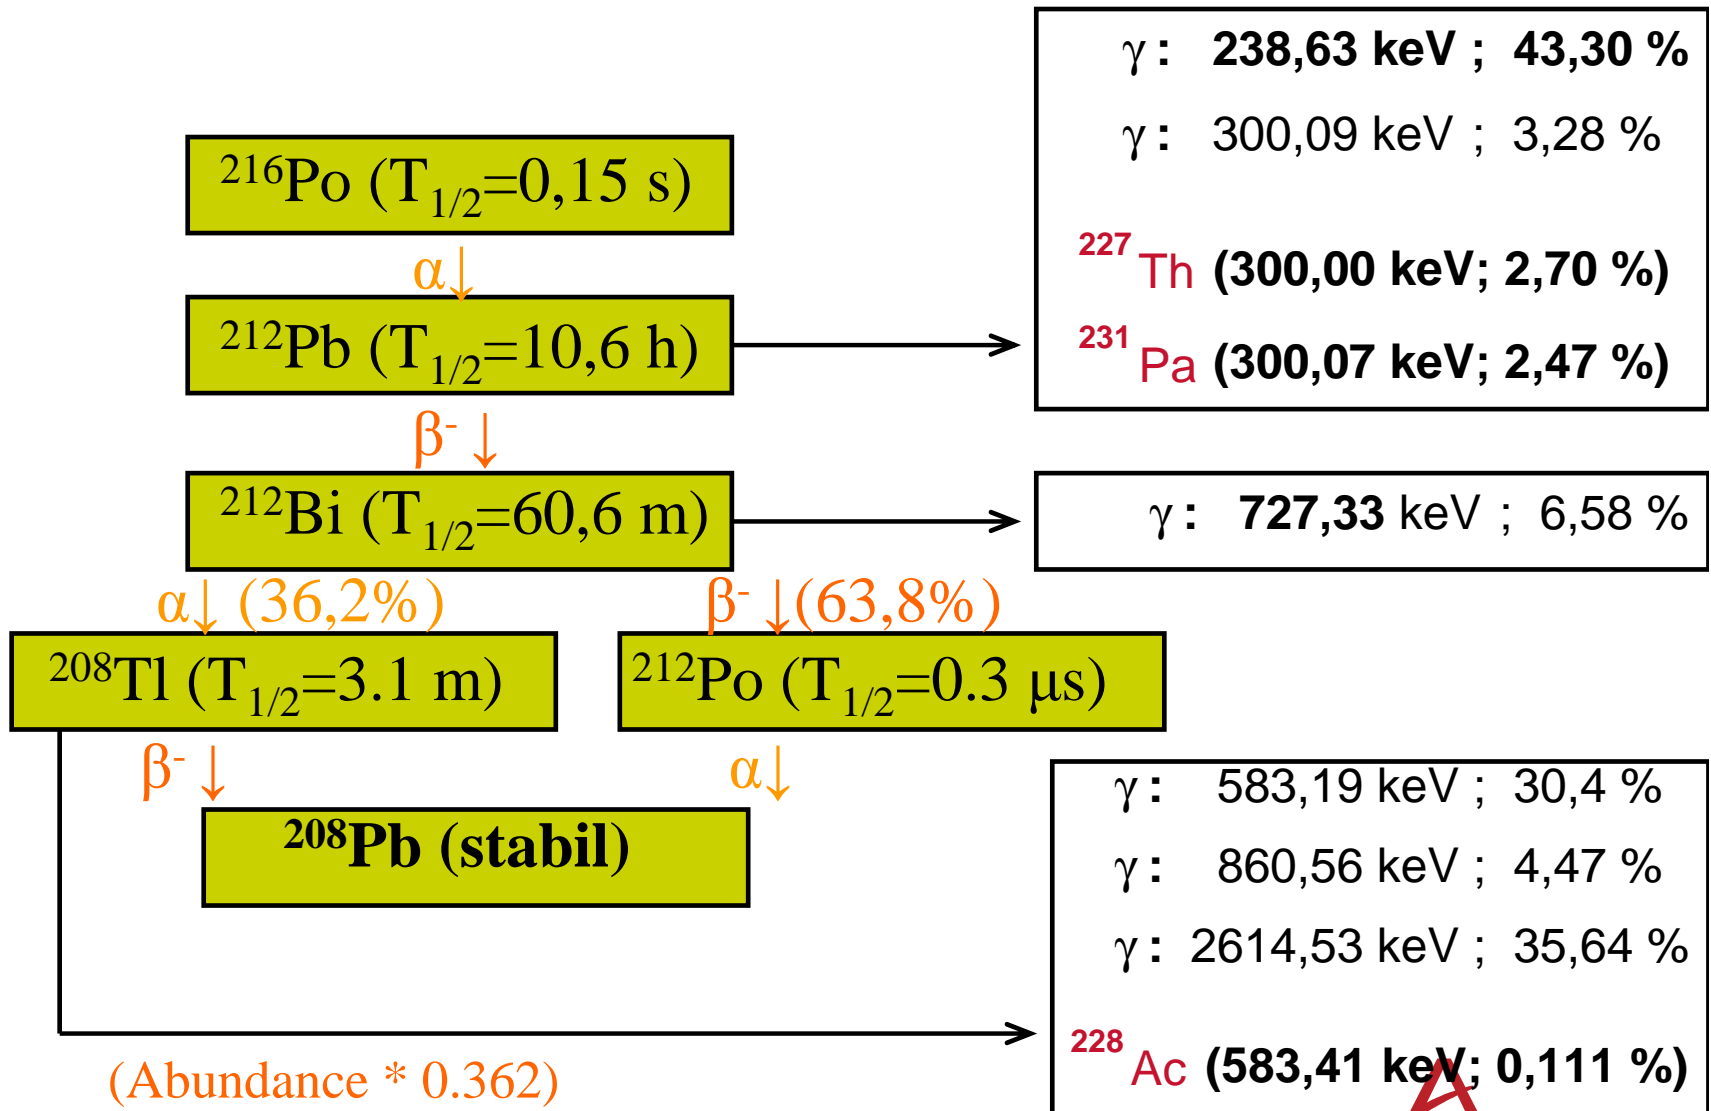 γ : 238,63 keV ; 43,30 %
γ : 300,09 keV ; 3,28 %
²²⁷Th (300,00 keV; 2,70 %)
²³¹Pa (300,07 keV; 2,47 %)
²¹⁶Po (T₁/₂=0,15 s)
α↓
²¹²Pb (T₁/₂=10,6 h)
β⁻ ↓
²¹²Bi (T₁/₂=60,6 m)
γ : 727,33 keV ; 6,58 %
α↓ (36,2%)
β⁻ ↓(63,8%)
²⁰⁸Tl (T₁/₂=3.1 m)
²¹²Po (T₁/₂=0.3 μs)
β⁻ ↓
α↓
²⁰⁸Pb (stabil)
γ : 583,19 keV ; 30,4 %
γ : 860,56 keV ; 4,47 %
γ : 2614,53 keV ; 35,64 %
²²⁸Ac (583,41 keV; 0,111 %)
(Abundance * 0.362)